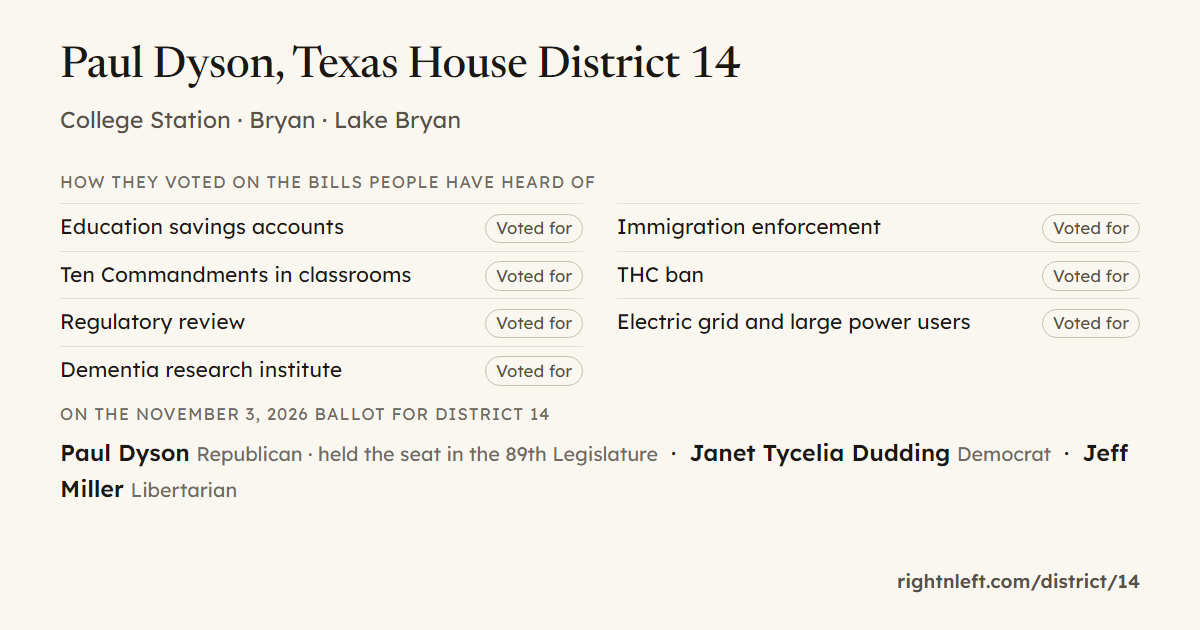 Paul Dyson, Texas House District 14
College Station · Bryan · Lake Bryan
HOW THEY VOTED ON THE BILLS PEOPLE HAVE HEARD OF
Education savings accounts Voted for
Immigration enforcement Voted for
Ten Commandments in classrooms Voted for
THC ban Voted for
Regulatory review Voted for
Electric grid and large power users Voted for
Dementia research institute Voted for
ON THE NOVEMBER 3, 2026 BALLOT FOR DISTRICT 14
Paul Dyson Republican · held the seat in the 89th Legislature · Janet Tycelia Dudding Democrat · Jeff
Miller Libertarian
rightnleft.com/district/14